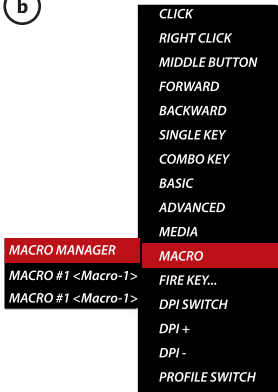 b
CLICK
RIGHT CLICK
MIDDLE BUTTON
FORWARD
BACKWARD
SINGLE KEY
COMBO KEY
BASIC
ADVANCED
MEDIA
MACRO
FIRE KEY...
DPI SWITCH
DPI +
DPI -
PROFILE SWITCH
MACRO MANAGER
MACRO #1 <Macro-1>
MACRO #1 <Macro-1>